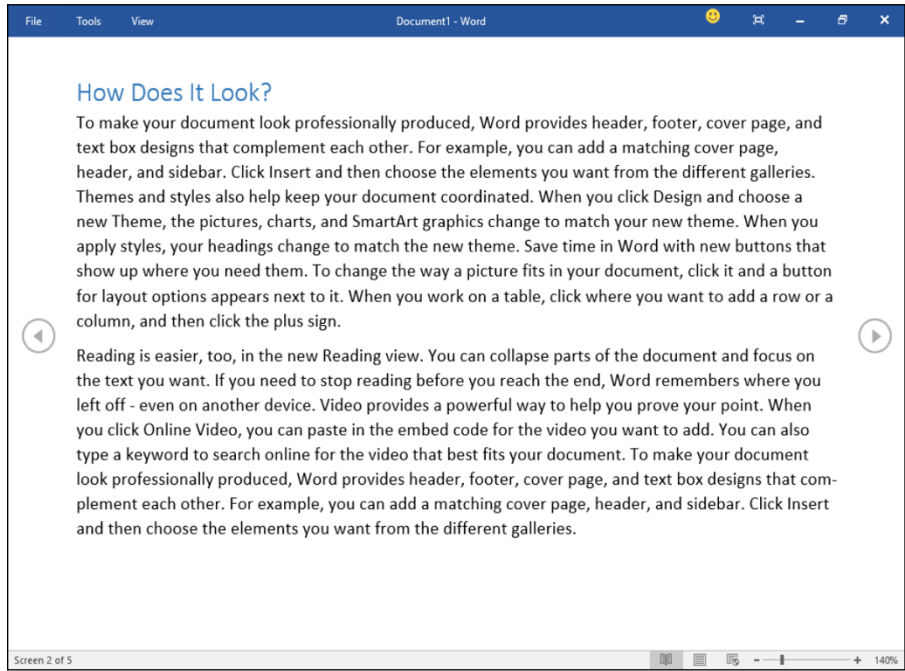 File Tools View Document1 - Word
How Does It Look?
To make your document look professionally produced, Word provides header, footer, cover page, and
text box designs that complement each other. For example, you can add a matching cover page,
header, and sidebar. Click Insert and then choose the elements you want from the different galleries.
Themes and styles also help keep your document coordinated. When you click Design and choose a
new Theme, the pictures, charts, and SmartArt graphics change to match your new theme. When you
apply styles, your headings change to match the new theme. Save time in Word with new buttons that
show up where you need them. To change the way a picture fits in your document, click it and a button
for layout options appears next to it. When you work on a table, click where you want to add a row or a
column, and then click the plus sign.
Reading is easier, too, in the new Reading view. You can collapse parts of the document and focus on
the text you want. If you need to stop reading before you reach the end, Word remembers where you
left off - even on another device. Video provides a powerful way to help you prove your point. When
you click Online Video, you can paste in the embed code for the video you want to add. You can also
type a keyword to search online for the video that best fits your document. To make your document
look professionally produced, Word provides header, footer, cover page, and text box designs that com-
plement each other. For example, you can add a matching cover page, header, and sidebar. Click Insert
and then choose the elements you want from the different galleries.
Screen 2 of 5 140%